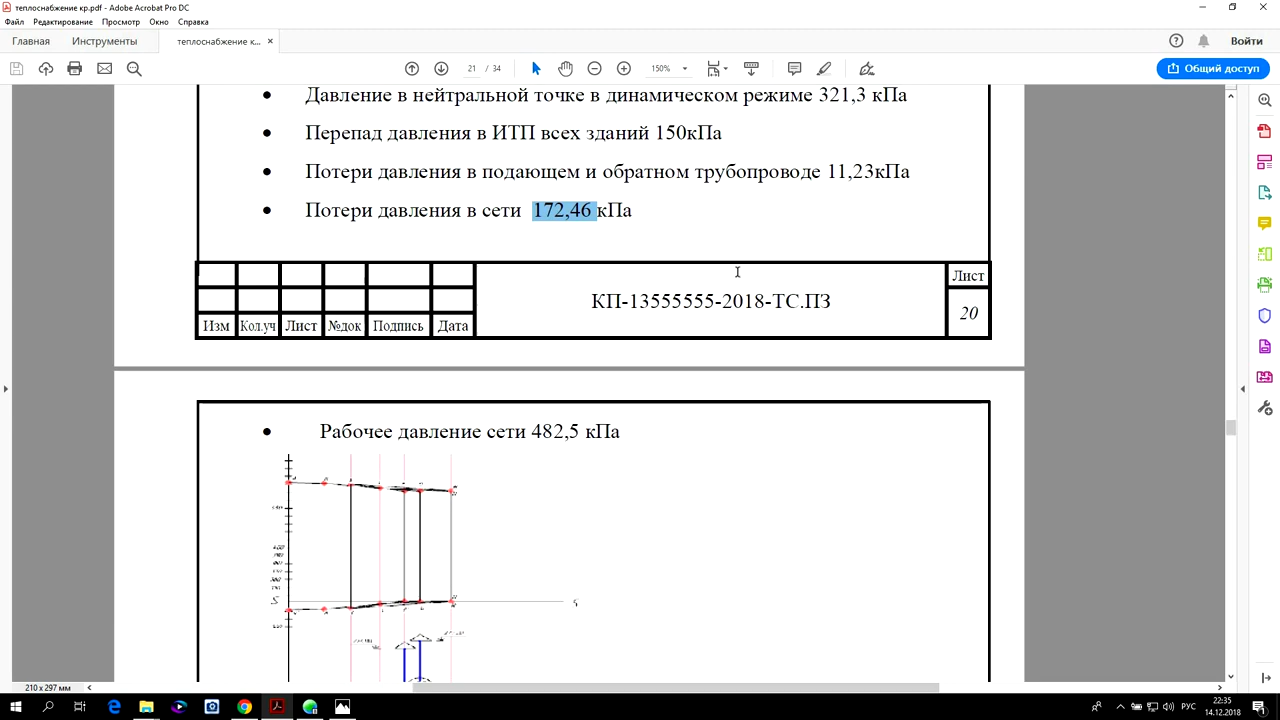 теплоснабжение кр.pdf - Adobe Acrobat Pro DC
Файл Редактирование Просмотр Окно Справка
Главная Инструменты теплоснабжение к... × Войти
21 / 34 150% Общий доступ
• Давление в нейтральной точке в динамическом режиме 321,3 кПа
• Перепад давления в ИТП всех зданий 150кПа
• Потери давления в подающем и обратном трубопроводе 11,23кПа
• Потери давления в сети 172,46 кПа
КП-13555555-2018-ТС.ПЗ
Лист
20
Изм Кол.уч Лист №док Подпись Дата
• Рабочее давление сети 482,5 кПа
210 x 297 мм
РУС
22:35
14.12.2018